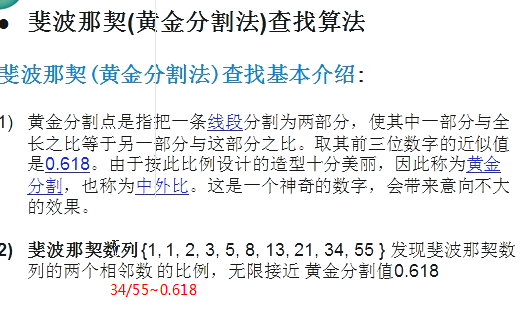 ● 斐波那契(黄金分割法)查找算法
斐波那契(黄金分割法)查找基本介绍:
1) 黄金分割点是指把一条线段分割为两部分，使其中一部分与全
长之比等于另一部分与这部分之比。取其前三位数字的近似值
是0.618。由于按此比例设计的造型十分美丽，因此称为黄金
分割，也称为中外比。这是一个神奇的数字，会带来意向不大
的效果。
2) 斐波那契数列{1, 1, 2, 3, 5, 8, 13, 21, 34, 55 } 发现斐波那契数
列的两个相邻数 的比例，无限接近 黄金分割值0.618
34/55~0.618